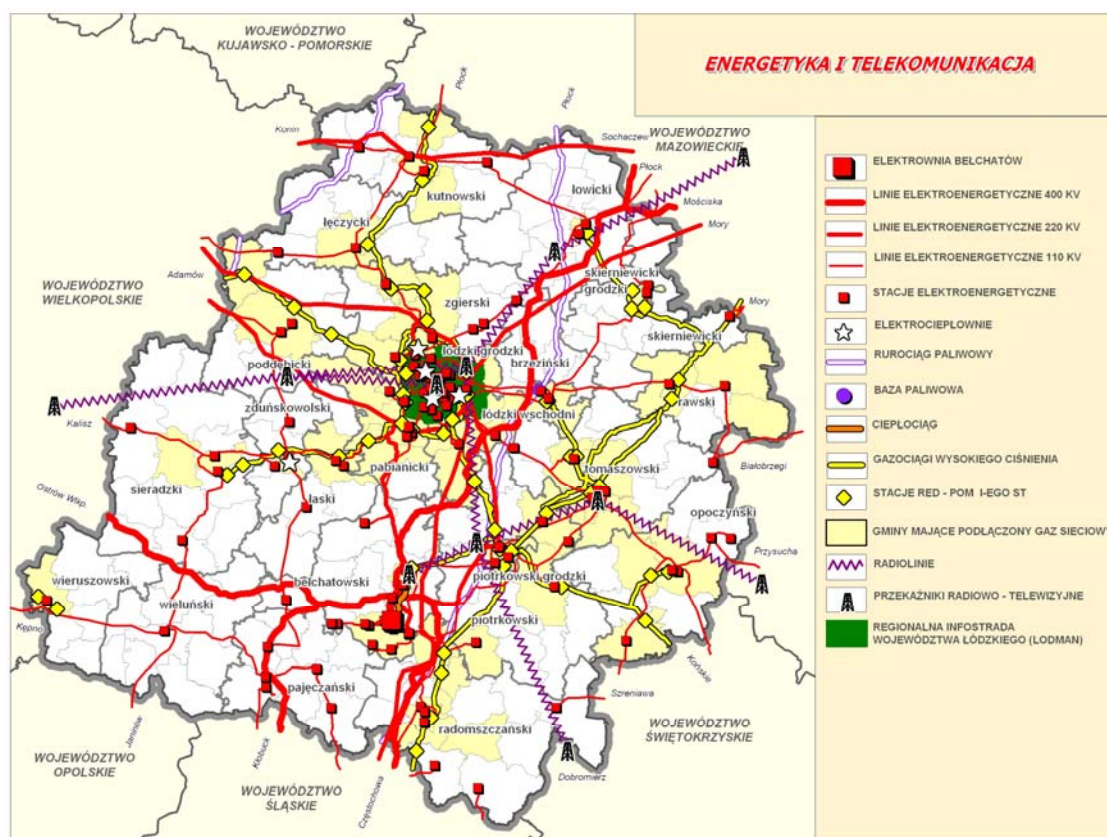 WOJEWÓDZTWO
KUJAWSKO - POMORSKIE
ENERGETYKA I TELEKOMUNIKACJA
Płock
Płock
Konin
Sochaczew
WOJEWÓDZTWO
MAZOWIECKIE
Płock
Mościska
Mory
łowicki
kutnowski
łęczycki
Adamów
skierniewicki
grodzki
WOJEWÓDZTWO
WIELKOPOLSKIE
zgierski
Mory
skierniewicki
łódzki grodzki
brzeziński
poddębicki
zduńskowolski
rawski
łódzki wschodni
Kalisz
pabianicki
tomaszowski
Białobrzegi
sieradzki
Ostrów Wlkp.
łaski
opoczyński
Przysucha
bełchatowski
piotrkowski grodzki
wieruszowski
wieluński
piotrkowski
Kępno
Końskie
pajęczański
Szreniawa
radomszczański
WOJEWÓDZTWO
ŚWIĘTOKRZYSKIE
Janinów
Kłobuck
WOJEWÓDZTWO
OPOLSKIE
Częstochowa
Dobromierz
WOJEWÓDZTWO
ŚLĄSKIE
ELEKTROWNIA BEŁCHATÓW
LINIE ELEKTROENERGETYCZNE 400 KV
LINIE ELEKTROENERGETYCZNE 220 KV
LINIE ELEKTROENERGETYCZNE 110 KV
STACJE ELEKTROENERGETYCZNE
ELEKTROCIEPŁOWNIE
RUROCIĄG PALIWOWY
BAZA PALIWOWA
CIEPŁOCIĄG
GAZOCIĄGI WYSOKIEGO CIŚNIENIA
STACJE RED - POM I-EGO ST
GMINY MAJĄCE PODŁĄCZONY GAZ SIECIOWY
RADIOLINIE
PRZEKAŹNIKI RADIOWO - TELEWIZYJNE
REGIONALNA INFOSTRADA
WOJEWÓDZTWA ŁÓDZKIEGO (LODMAN)